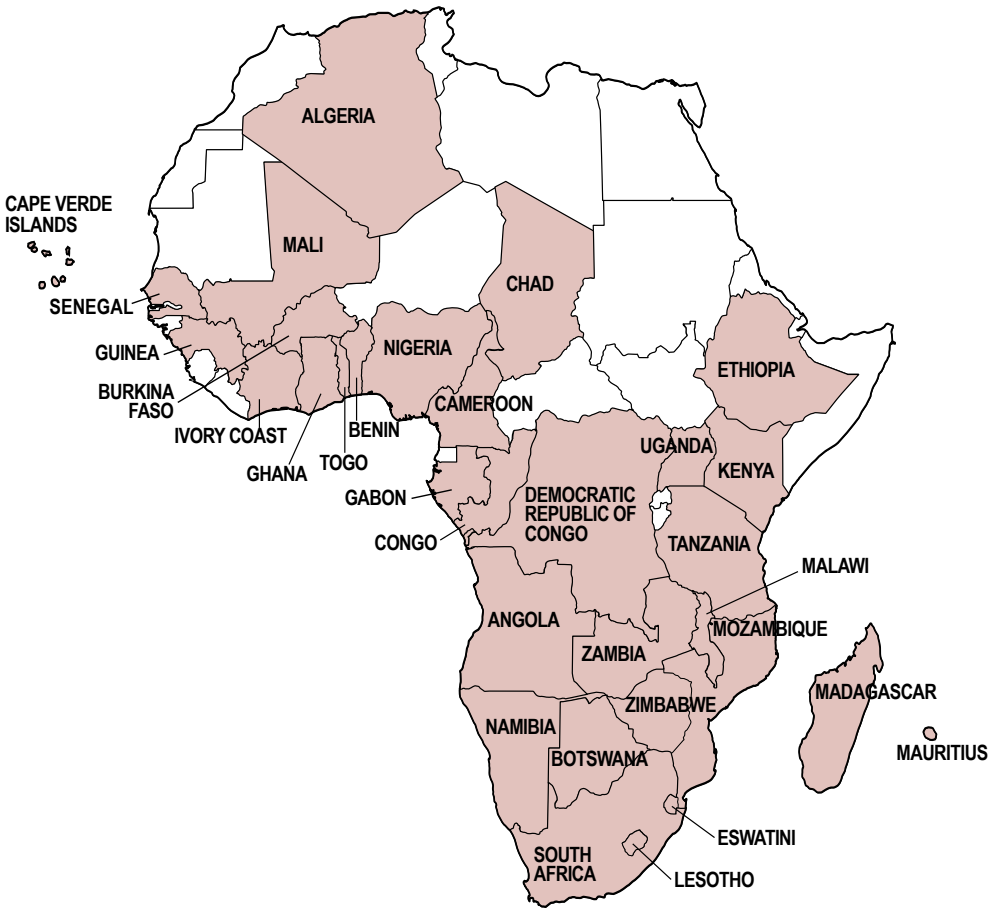 ALGERIA
CAPE VERDE
ISLANDS
MALI
CHAD
SENEGAL
NIGERIA
GUINEA
ETHIOPIA
BURKINA
FASO
CAMEROON
IVORY COAST
BENIN
UGANDA
TOGO
GHANA
KENYA
GABON
DEMOCRATIC
REPUBLIC OF
CONGO
CONGO
TANZANIA
MALAWI
ANGOLA
MOZAMBIQUE
ZAMBIA
MADAGASCAR
ZIMBABWE
NAMIBIA
MAURITIUS
BOTSWANA
ESWATINI
SOUTH
AFRICA
LESOTHO